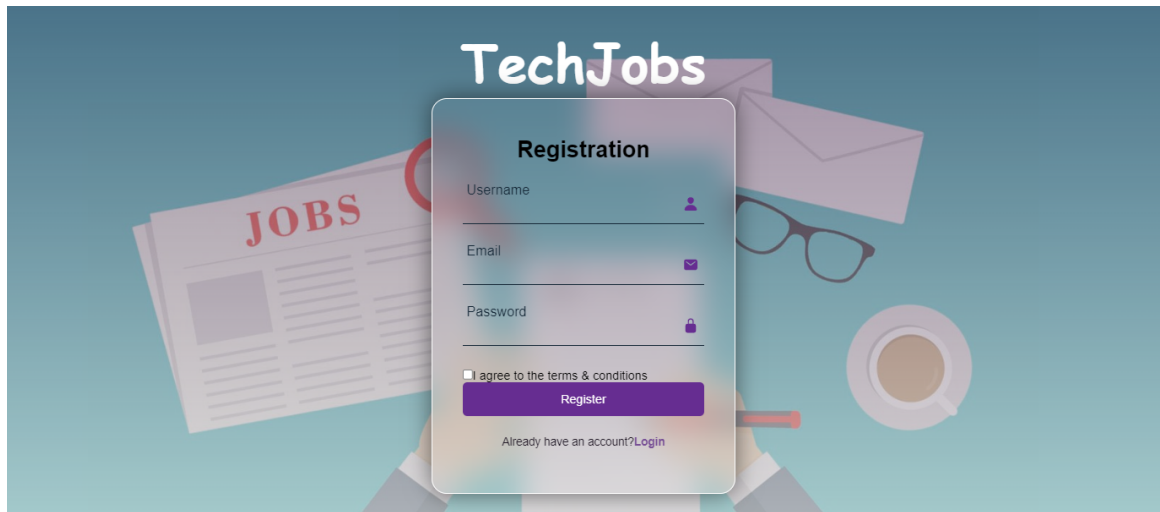 TechJobs
Registration
JOBS
Username
Email
Password
I agree to the terms & conditions
Register
Already have an account?Login